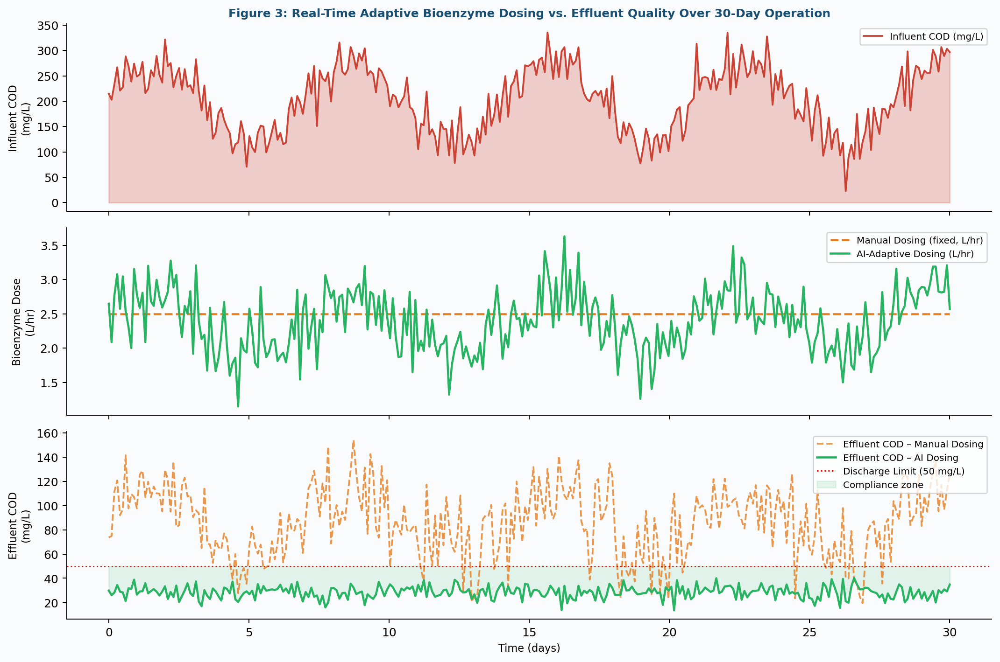 Figure 3: Real-Time Adaptive Bioenzyme Dosing vs. Effluent Quality Over 30-Day Operation
350
300
250
200
150
100
50
0
Influent COD
(mg/L)
Influent COD (mg/L)
3.5
3.0
2.5
2.0
1.5
Bioenzyme Dose
(L/hr)
Manual Dosing (fixed, L/hr)
AI-Adaptive Dosing (L/hr)
160
140
120
100
80
60
40
20
Effluent COD
(mg/L)
Effluent COD – Manual Dosing
Effluent COD – AI Dosing
Discharge Limit (50 mg/L)
Compliance zone
0 5 10 15 20 25 30
Time (days)